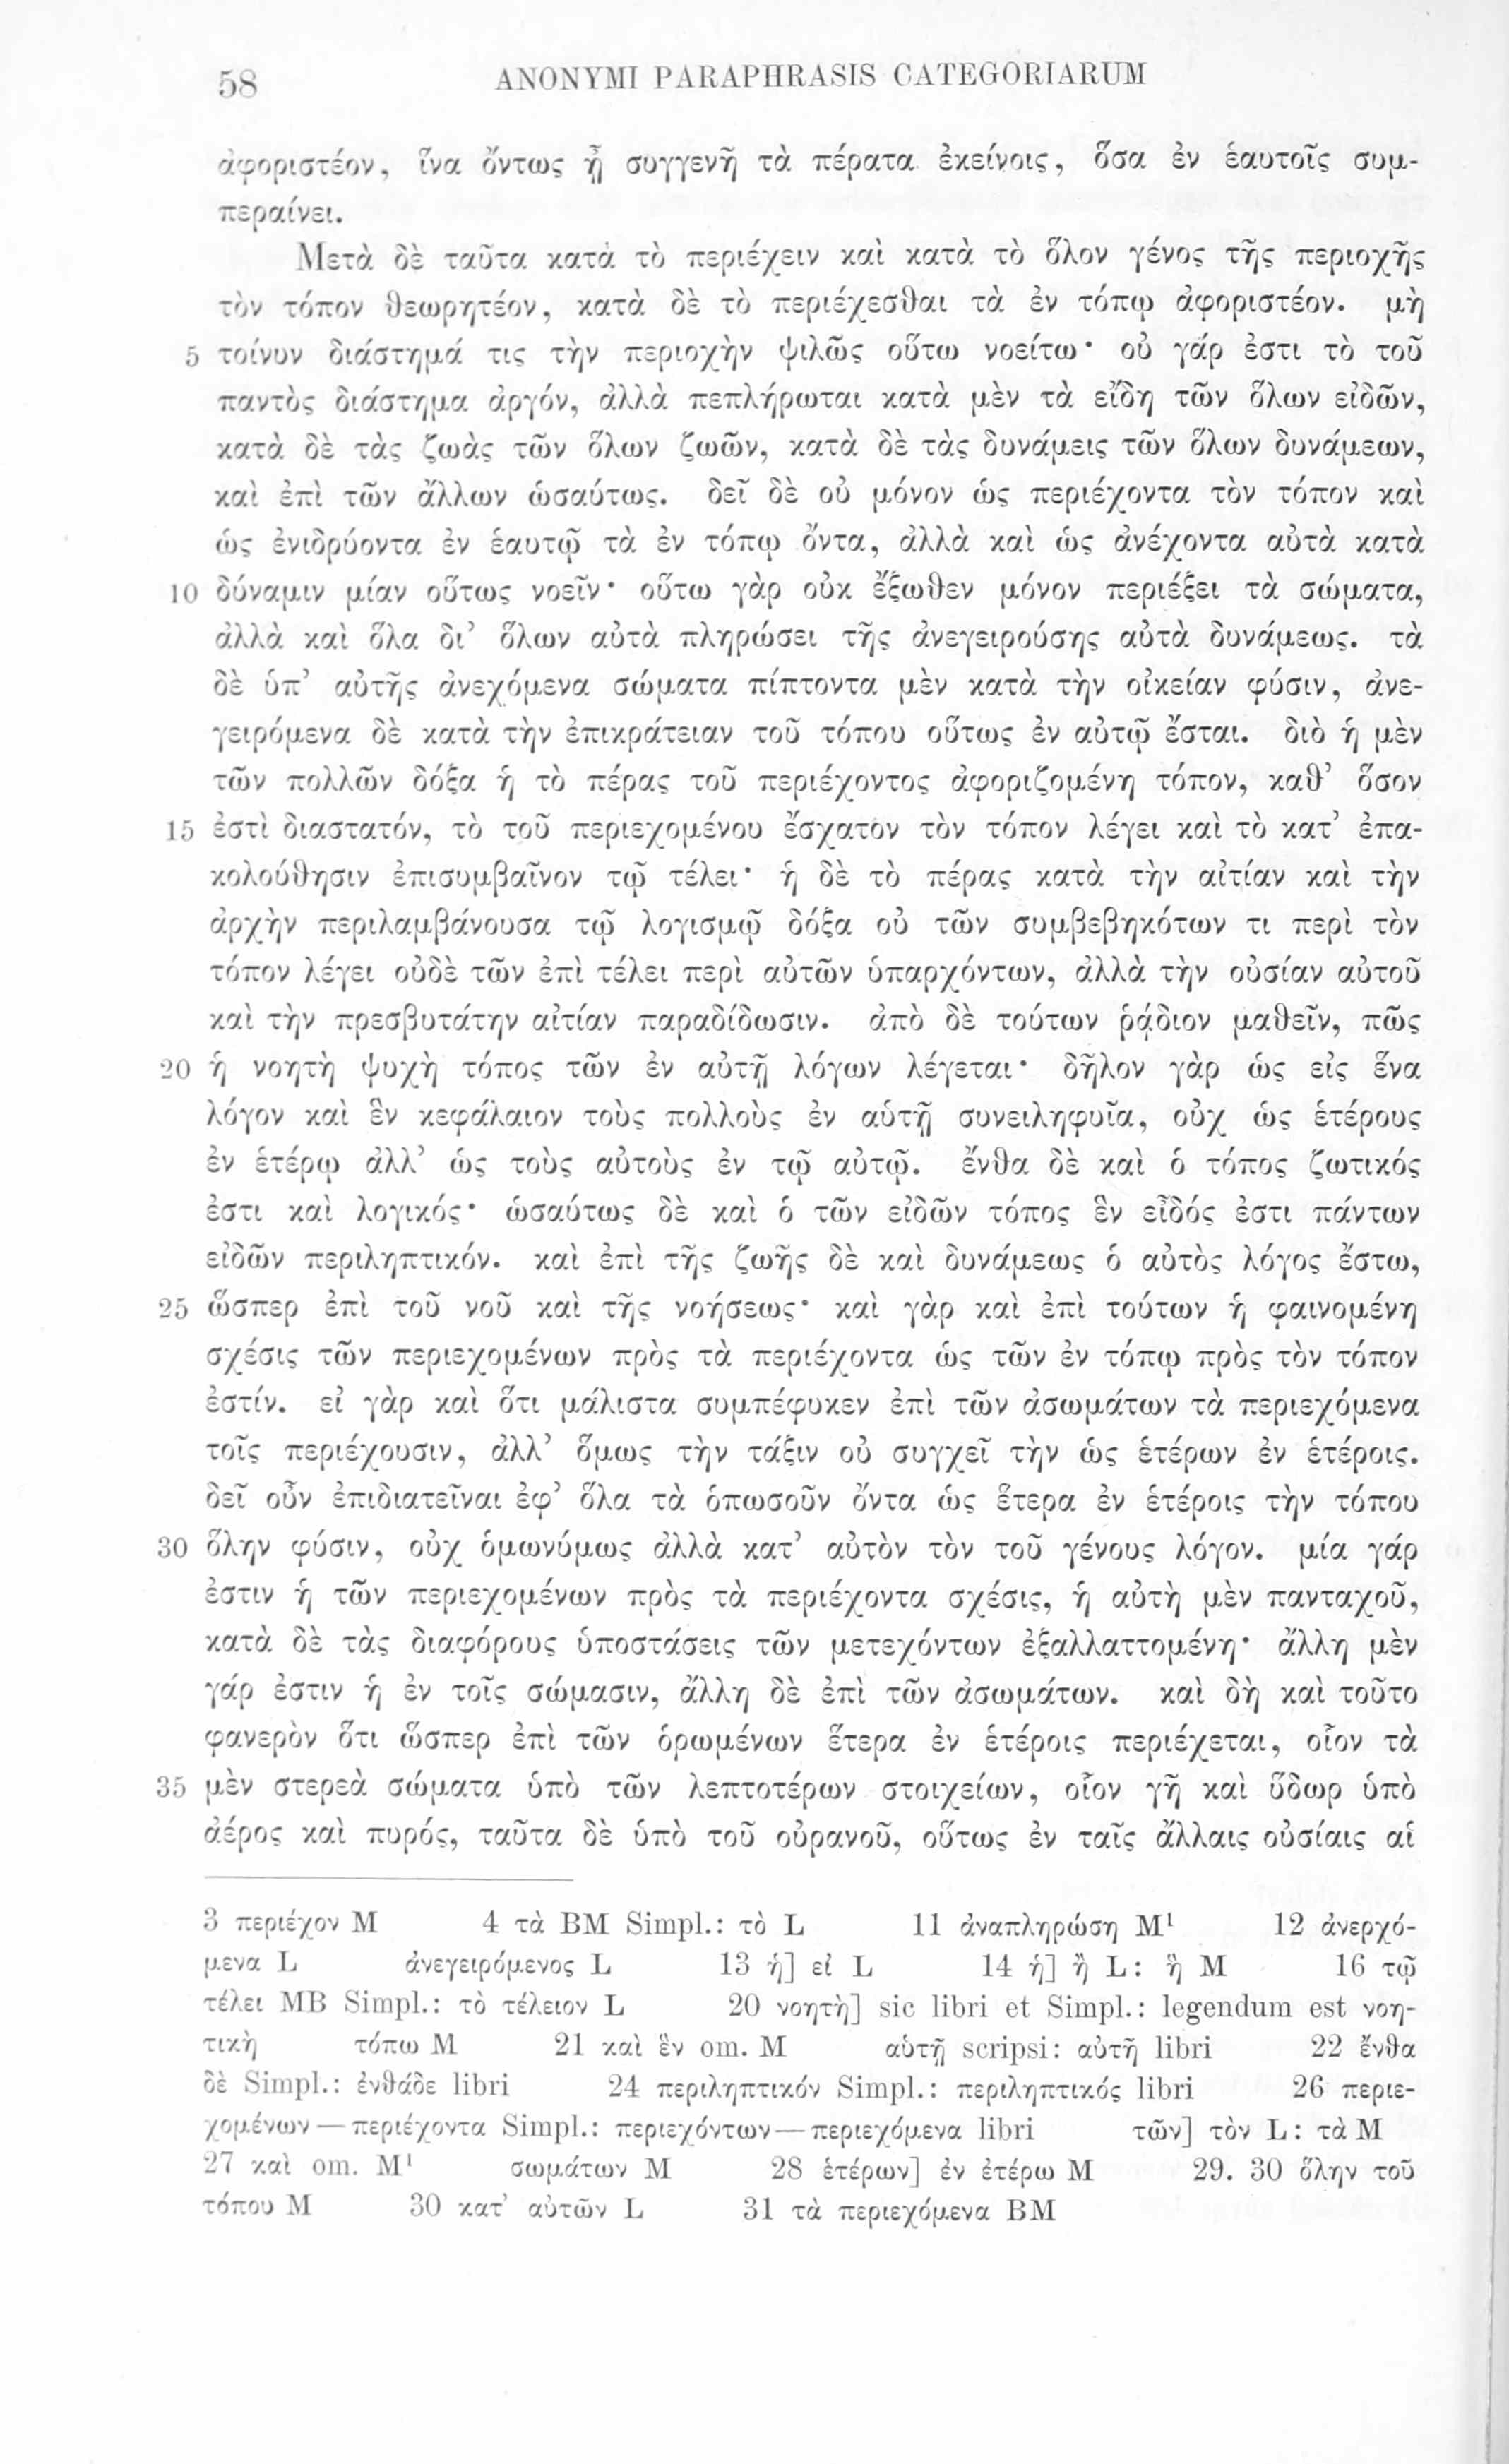 58 ANONYMI PARAPHRASIS CATEGORIARUM
ἀφοριστέον, ἵνα ὄντως ᾖ συγγενῆ τὰ πέρατα ἐκείνοις, ὅσα ἐν ἑαυτοῖς συμ-
περαίνει.
Μετὰ δὲ ταῦτα κατὰ τὸ περιέχειν καὶ κατὰ τὸ ὅλον γένος τῆς περιοχῆς
τὸν τόπον θεωρητέον, κατὰ δὲ τὸ περιέχεσθαι τὰ ἐν τόπῳ ἀφοριστέον. μὴ
5 τοίνυν διάστημά τις τὴν περιοχὴν ψιλῶς οὕτω νοείτω· οὐ γάρ ἐστι τὸ τοῦ
παντὸς διάστημα ἀργόν, ἀλλὰ πεπλήρωται κατὰ μὲν τὰ εἴδη τῶν ὅλων εἰδῶν,
κατὰ δὲ τὰς ζωὰς τῶν ὅλων ζωῶν, κατὰ δὲ τὰς δυνάμεις τῶν ὅλων δυνάμεων,
καὶ ἐπὶ τῶν ἄλλων ὡσαύτως. δεῖ δὲ οὐ μόνον ὡς περιέχοντα τὸν τόπον καὶ
ὡς ἐνιδρύοντα ἐν ἑαυτῷ τὰ ἐν τόπῳ ὄντα, ἀλλὰ καὶ ὡς ἀνέχοντα αὐτὰ κατὰ
10 δύναμιν μίαν οὕτως νοεῖν· οὕτω γὰρ οὐκ ἔξωθεν μόνον περιέξει τὰ σώματα,
ἀλλὰ καὶ ὅλα δι’ ὅλων αὐτὰ πληρώσει τῆς ἀνεγειρούσης αὐτὰ δυνάμεως. τὰ
δὲ ὑπ’ αὐτῆς ἀνεχόμενα σώματα πίπτοντα μὲν κατὰ τὴν οἰκείαν φύσιν, ἀνε-
γειρόμενα δὲ κατὰ τὴν ἐπικράτειαν τοῦ τόπου οὕτως ἐν αὐτῷ ἔσται. διὸ ἡ μὲν
τῶν πολλῶν δόξα ἡ τὸ πέρας τοῦ περιέχοντος ἀφοριζομένη τόπον, καθ’ ὅσον
15 ἐστὶ διαστατόν, τὸ τοῦ περιεχομένου ἔσχατον τὸν τόπον λέγει καὶ τὸ κατ’ ἐπα-
κολούθησιν ἐπισυμβαῖνον τῷ τέλει· ἡ δὲ τὸ πέρας κατὰ τὴν αἰτίαν καὶ τὴν
ἀρχὴν περιλαμβάνουσα τῷ λογισμῷ δόξα οὐ τῶν συμβεβηκότων τι περὶ τὸν
τόπον λέγει οὐδὲ τῶν ἐπὶ τέλει περὶ αὐτῶν ὑπαρχόντων, ἀλλὰ τὴν οὐσίαν αὐτοῦ
καὶ τὴν πρεσβυτάτην αἰτίαν παραδίδωσιν. ἀπὸ δὲ τούτων ῥᾴδιον μαθεῖν, πῶς
20 ἡ νοητὴ ψυχὴ τόπος τῶν ἐν αὐτῇ λόγων λέγεται· δῆλον γὰρ ὡς εἰς ἕνα
λόγον καὶ ἓν κεφάλαιον τοὺς πολλοὺς ἐν αὑτῇ συνειληφυῖα, οὐχ ὡς ἑτέρους
ἐν ἑτέρῳ ἀλλ’ ὡς τοὺς αὐτοὺς ἐν τῷ αὐτῷ. ἔνθα δὲ καὶ ὁ τόπος ζωτικός
ἐστι καὶ λογικός· ὡσαύτως δὲ καὶ ὁ τῶν εἰδῶν τόπος ἓν εἶδός ἐστι πάντων
εἰδῶν περιληπτικόν. καὶ ἐπὶ τῆς ζωῆς δὲ καὶ δυνάμεως ὁ αὐτὸς λόγος ἔστω,
25 ὥσπερ ἐπὶ τοῦ νοῦ καὶ τῆς νοήσεως· καὶ γὰρ καὶ ἐπὶ τούτων ἡ φαινομένη
σχέσις τῶν περιεχομένων πρὸς τὰ περιέχοντα ὡς τῶν ἐν τόπῳ πρὸς τὸν τόπον
ἐστίν. εἰ γὰρ καὶ ὅτι μάλιστα συμπέφυκεν ἐπὶ τῶν ἀσωμάτων τὰ περιεχόμενα
τοῖς περιέχουσιν, ἀλλ’ ὅμως τὴν τάξιν οὐ συγχεῖ τὴν ὡς ἑτέρων ἐν ἑτέροις.
δεῖ οὖν ἐπιδιατεῖναι ἐφ’ ὅλα τὰ ὁπωσοῦν ὄντα ὡς ἕτερα ἐν ἑτέροις τὴν τόπου
30 ὅλην φύσιν, οὐχ ὁμωνύμως ἀλλὰ κατ’ αὐτὸν τὸν τοῦ γένους λόγον. μία γάρ
ἐστιν ἡ τῶν περιεχομένων πρὸς τὰ περιέχοντα σχέσις, ἡ αὐτὴ μὲν πανταχοῦ,
κατὰ δὲ τὰς διαφόρους ὑποστάσεις τῶν μετεχόντων ἐξαλλαττομένη· ἄλλη μὲν
γάρ ἐστιν ἡ ἐν τοῖς σώμασιν, ἄλλη δὲ ἐπὶ τῶν ἀσωμάτων. καὶ δὴ καὶ τοῦτο
φανερὸν ὅτι ὥσπερ ἐπὶ τῶν ὁρωμένων ἕτερα ἐν ἑτέροις περιέχεται, οἷον τὰ
35 μὲν στερεὰ σώματα ὑπὸ τῶν λεπτοτέρων στοιχείων, οἷον γῆ καὶ ὕδωρ ὑπὸ
ἀέρος καὶ πυρός, ταῦτα δὲ ὑπὸ τοῦ οὐρανοῦ, οὕτως ἐν ταῖς ἄλλαις οὐσίαις αἱ
3 περιέχον M 4 τὰ BM Simpl.: τὸ L 11 ἀναπληρώση M¹ 12 ἀνερχό-
μενα L ἀνεγειρόμενος L 13 ἡ] εἰ L 14 ἡ] ἢ L: ἣ M 16 τῷ
τέλει MB Simpl.: τὸ τέλειον L 20 νοητὴ] sic libri et Simpl.: legendum est νοη-
τικὴ τόπω M 21 καὶ ἓν om. M αὑτῇ scripsi: αὐτῇ libri 22 ἔνθα
δὲ Simpl.: ἐνθάδε libri 24 περιληπτικόν Simpl.: περιληπτικός libri 26 περιε-
χομένων — περιέχοντα Simpl.: περιεχόντων — περιεχόμενα libri τῶν] τὸν L: τὰ M
27 καὶ om. M¹ σωμάτων M 28 ἑτέρων] ἐν ἑτέρω M 29. 30 ὅλην τοῦ
τόπου M 30 κατ’ αὐτῶν L 31 τὰ περιεχόμενα BM